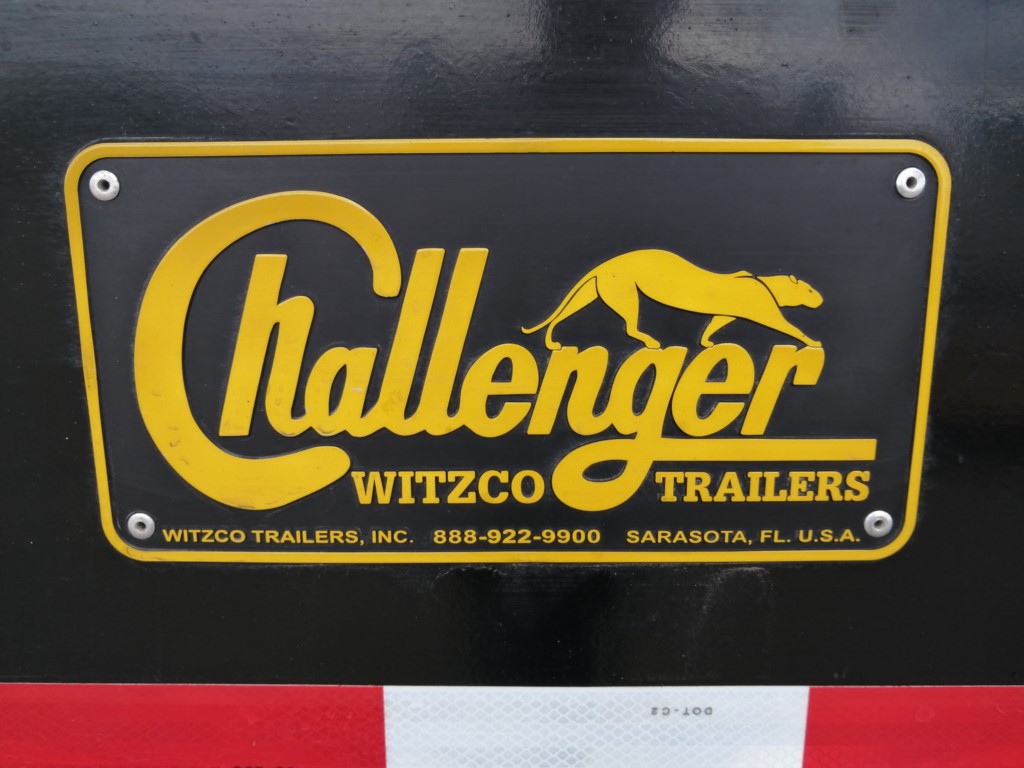 Challenger
WITZCO TRAILERS
WITZCO TRAILERS, INC. 888-922-9900 SARASOTA, FL. U.S.A.
DOT-C2